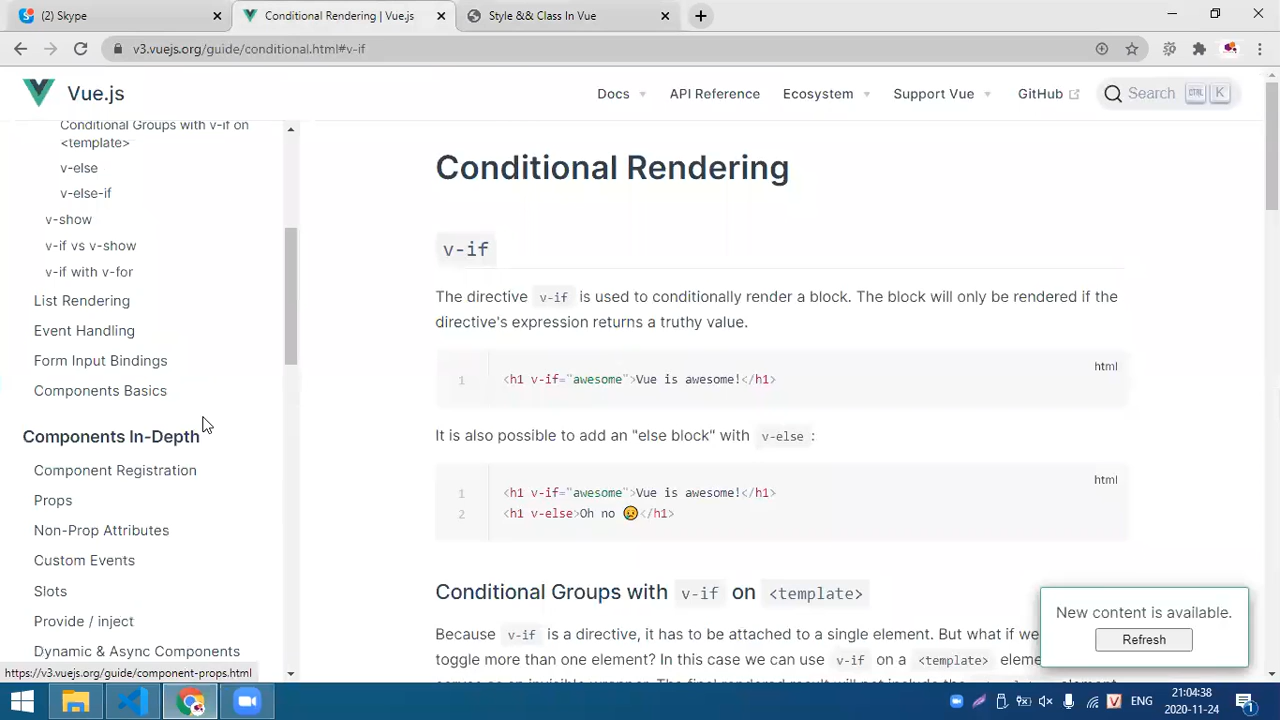 (2) Skype
Conditional Rendering | Vue.js
Style && Class In Vue
v3.vuejs.org/guide/conditional.html#v-if
Vue.js
Docs
API Reference
Ecosystem
Support Vue
GitHub
Search
CTRL
K
Conditional Groups with v-if on
<template>
v-else
v-else-if
v-show
v-if vs v-show
v-if with v-for
List Rendering
Event Handling
Form Input Bindings
Components Basics
Components In-Depth
Component Registration
Props
Non-Prop Attributes
Custom Events
Slots
Provide / inject
Dynamic & Async Components
https://v3.vuejs.org/guide/component-props.html
Conditional Rendering
v-if
The directive v-if is used to conditionally render a block. The block will only be rendered if the
directive's expression returns a truthy value.
html
1 <h1 v-if="awesome">Vue is awesome!</h1>
It is also possible to add an "else block" with v-else :
html
1 <h1 v-if="awesome">Vue is awesome!</h1>
2 <h1 v-else>Oh no 😢</h1>
Conditional Groups with v-if on <template>
Because v-if is a directive, it has to be attached to a single element. But what if we
toggle more than one element? In this case we can use v-if on a <template>
New content is available.
Refresh
ENG
21:04:38
2020-11-24
1